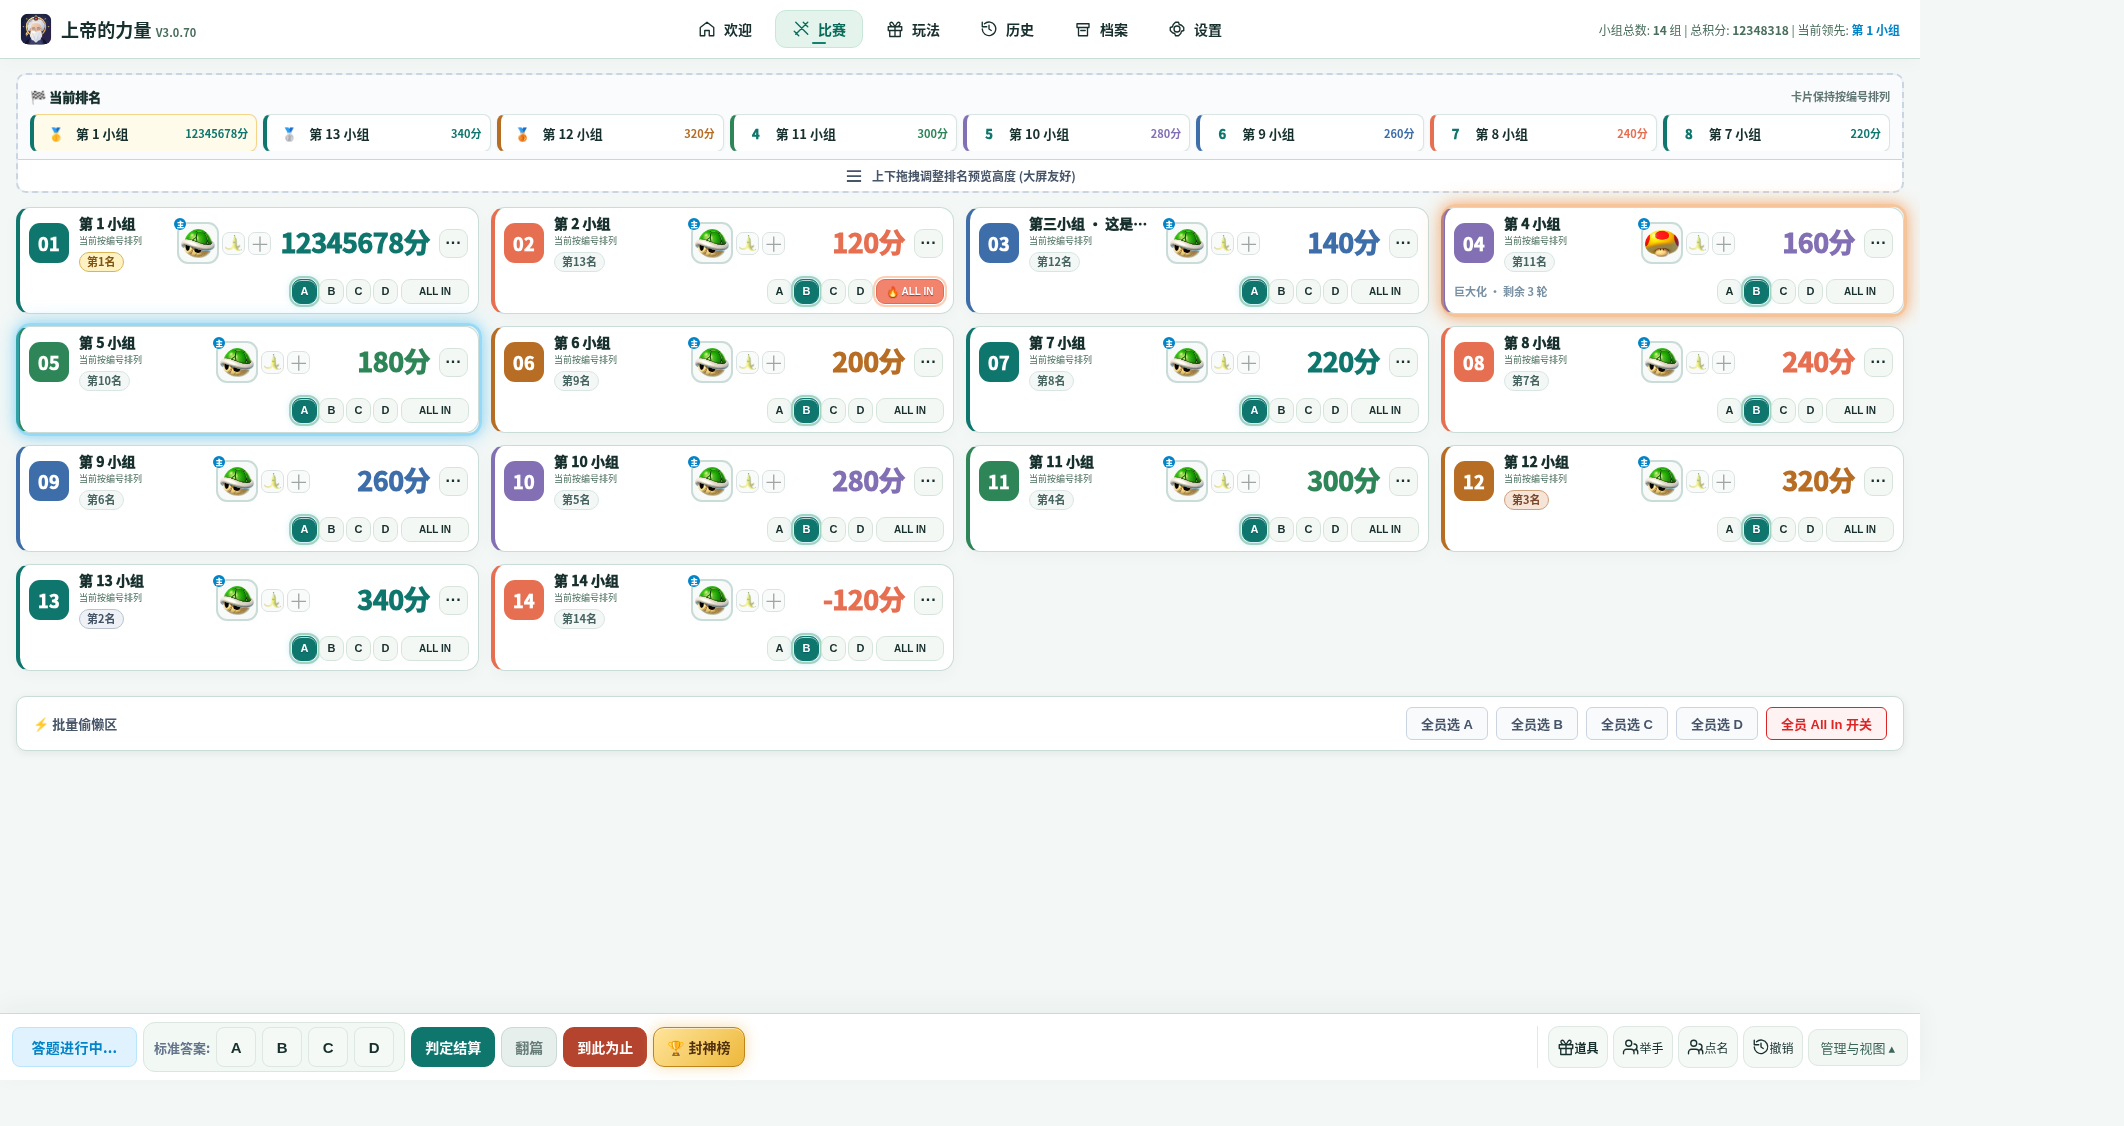 上帝的力量 V3.0.70
欢迎
比赛
玩法
历史
档案
设置
小组总数: 14 组 | 总积分: 12348318 | 当前领先: 第 1 小组
当前排名
卡片保持按编号排列
第 1 小组 12345678分
第 13 小组 340分
第 12 小组 320分
4 第 11 小组 300分
5 第 10 小组 280分
6 第 9 小组 260分
7 第 8 小组 240分
8 第 7 小组 220分
上下拖拽调整排名预览高度 (大屏友好)
01 第 1 小组 当前按编号排列 第1名 主 12345678分 ···
A B C D ALL IN
02 第 2 小组 当前按编号排列 第13名 主 120分 ···
A B C D ALL IN
03 第三小组 · 这是··· 当前按编号排列 第12名 主 140分 ···
A B C D ALL IN
04 第 4 小组 当前按编号排列 第11名 主 160分 ···
巨大化 · 剩余 3 轮 A B C D ALL IN
05 第 5 小组 当前按编号排列 第10名 主 180分 ···
A B C D ALL IN
06 第 6 小组 当前按编号排列 第9名 主 200分 ···
A B C D ALL IN
07 第 7 小组 当前按编号排列 第8名 主 220分 ···
A B C D ALL IN
08 第 8 小组 当前按编号排列 第7名 主 240分 ···
A B C D ALL IN
09 第 9 小组 当前按编号排列 第6名 主 260分 ···
A B C D ALL IN
10 第 10 小组 当前按编号排列 第5名 主 280分 ···
A B C D ALL IN
11 第 11 小组 当前按编号排列 第4名 主 300分 ···
A B C D ALL IN
12 第 12 小组 当前按编号排列 第3名 主 320分 ···
A B C D ALL IN
13 第 13 小组 当前按编号排列 第2名 主 340分 ···
A B C D ALL IN
14 第 14 小组 当前按编号排列 第14名 主 -120分 ···
A B C D ALL IN
⚡ 批量偷懒区
全员选 A
全员选 B
全员选 C
全员选 D
全员 All In 开关
答题进行中...
标准答案: A B C D
判定结算
翻篇
到此为止
封神榜
道具
举手
点名
撤销
管理与视图 ▴